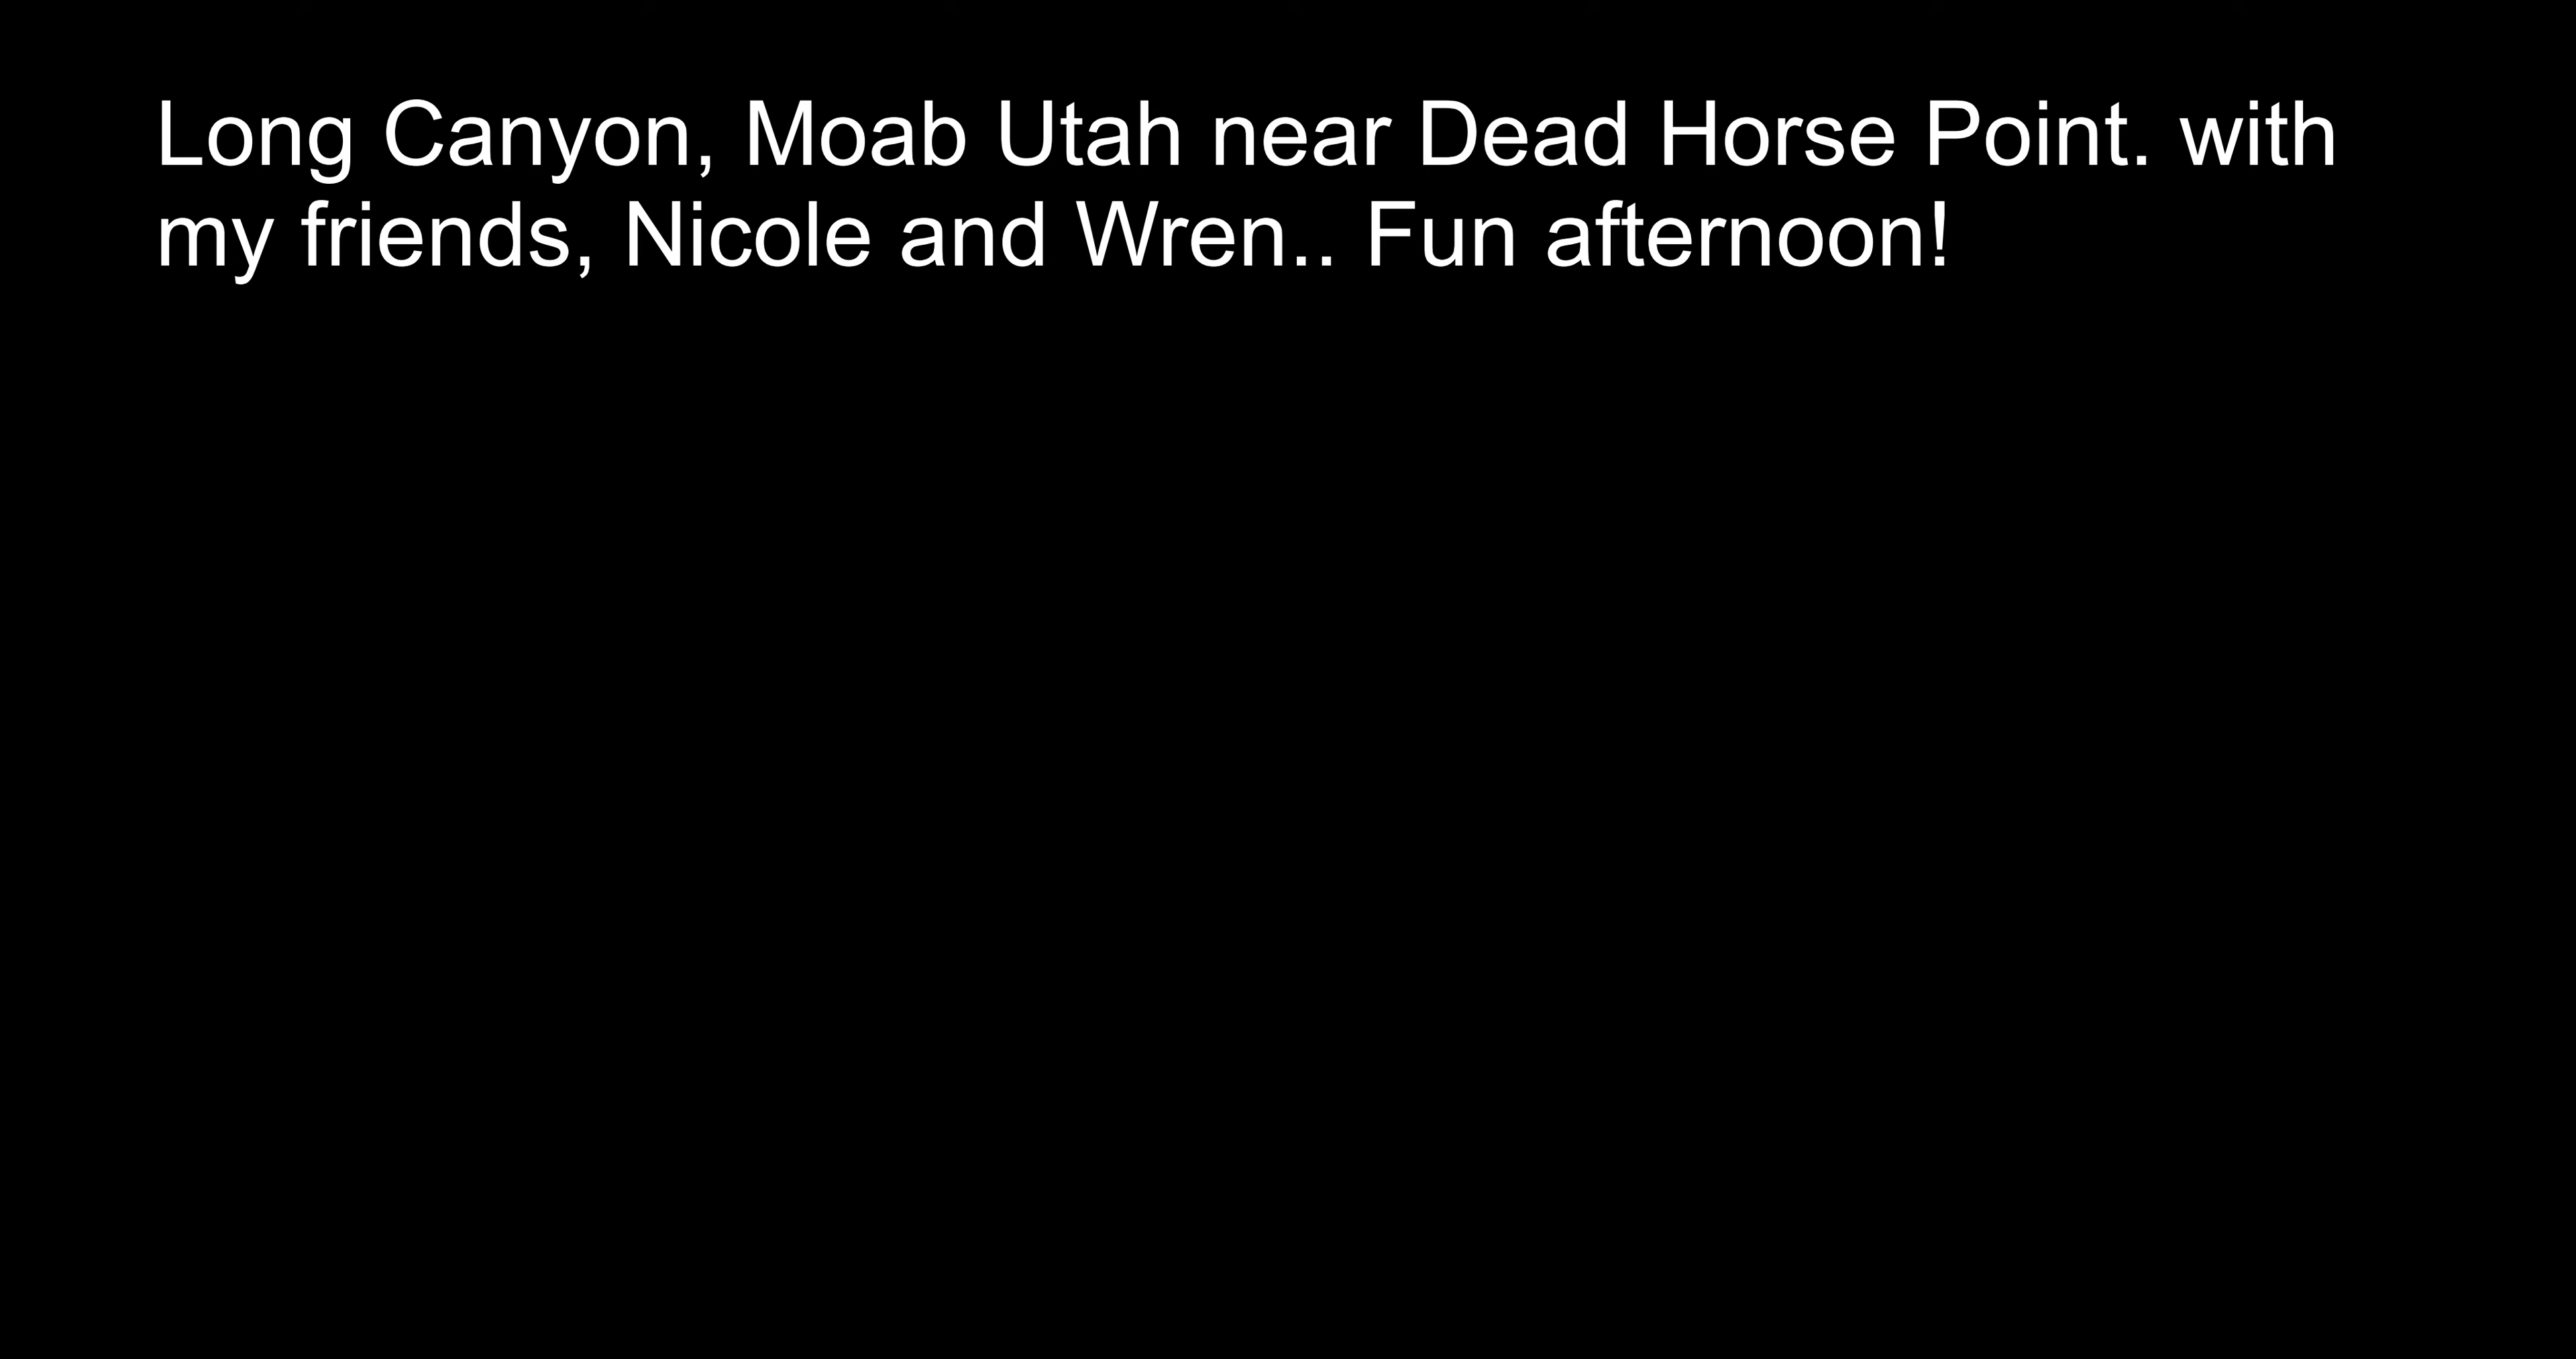 Long Canyon, Moab Utah near Dead Horse Point. with
my friends, Nicole and Wren.. Fun afternoon!